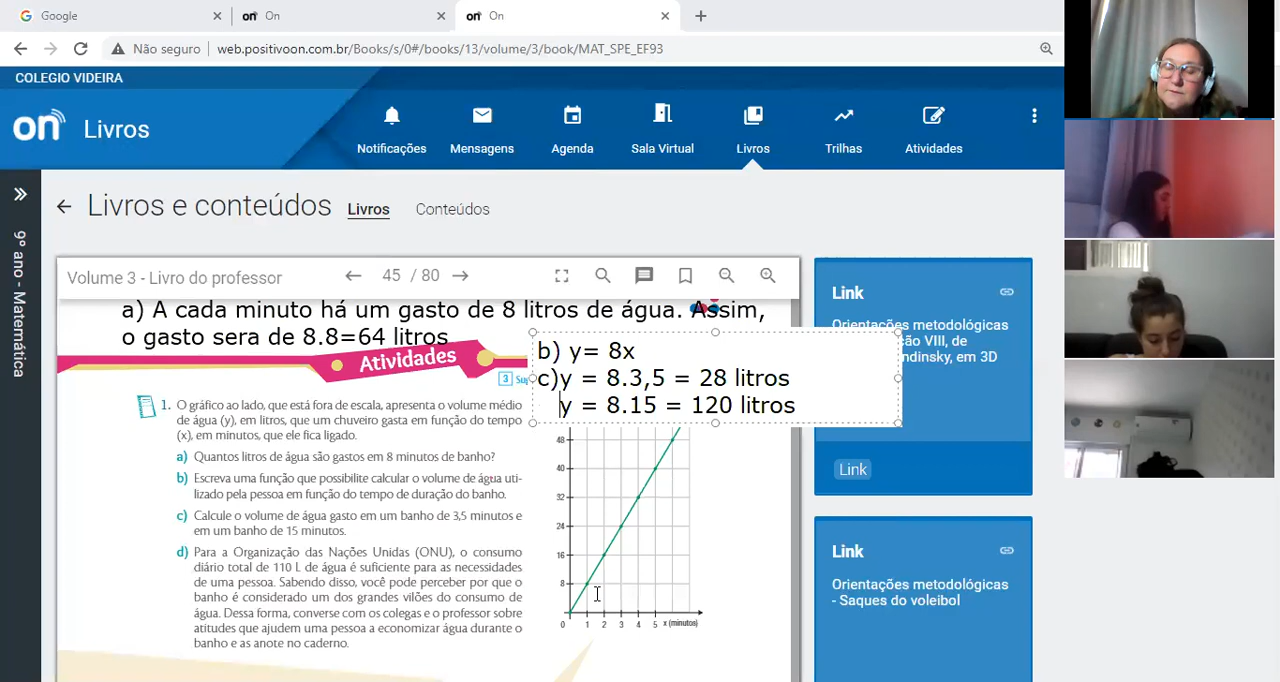 Google
On
On
Não seguro
web.positivoon.com.br/Books/s/0#/books/13/volume/3/book/MAT_SPE_EF93
COLEGIO VIDEIRA
on Livros
Notificações
Mensagens
Agenda
Sala Virtual
Livros
Trilhas
Atividades
9º ano - Matemática
Livros e conteúdos
Livros
Conteúdos
Volume 3 - Livro do professor
45 / 80
a) A cada minuto há um gasto de 8 litros de água. Assim,
o gasto sera de 8.8=64 litros
b) y= 8x
c)y = 8.3,5 = 28 litros
y = 8.15 = 120 litros
Atividades
3
1. O gráfico ao lado, que está fora de escala, apresenta o volume médio
de água (y), em litros, que um chuveiro gasta em função do tempo
(x), em minutos, que ele fica ligado.
a) Quantos litros de água são gastos em 8 minutos de banho?
b) Escreva uma função que possibilite calcular o volume de água uti-
lizado pela pessoa em função do tempo de duração do banho.
c) Calcule o volume de água gasto em um banho de 3,5 minutos e
em um banho de 15 minutos.
d) Para a Organização das Nações Unidas (ONU), o consumo
diário total de 110 L de água é suficiente para as necessidades
de uma pessoa. Sabendo disso, você pode perceber por que o
banho é considerado um dos grandes vilões do consumo de
água. Dessa forma, converse com os colegas e o professor sobre
atitudes que ajudem uma pessoa a economizar água durante o
banho e as anote no caderno.
48
40
32
24
16
8
0 1 2 3 4 5 x (minutos)
Link
Orientações metodológicas
VIII, de
andinsky, em 3D
Link
Link
Orientações metodológicas
- Saques do voleibol